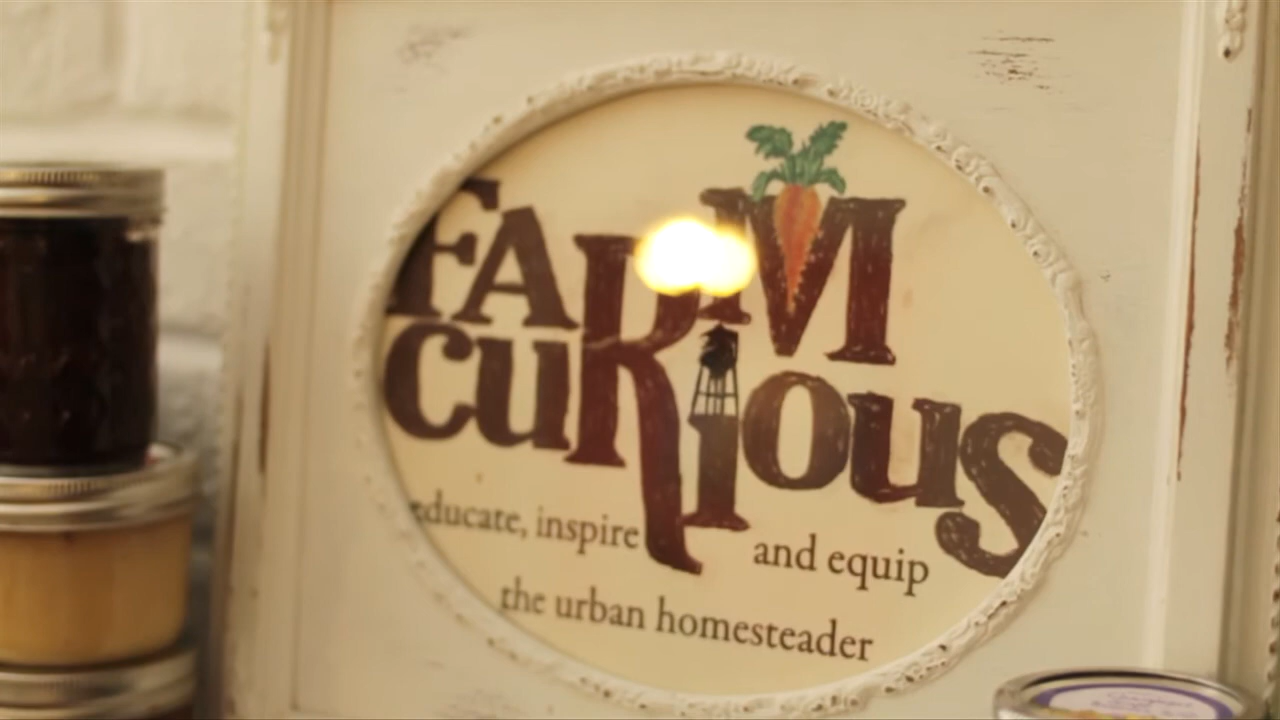 FARM
CURiOUS
educate, inspire and equip
the urban homesteader